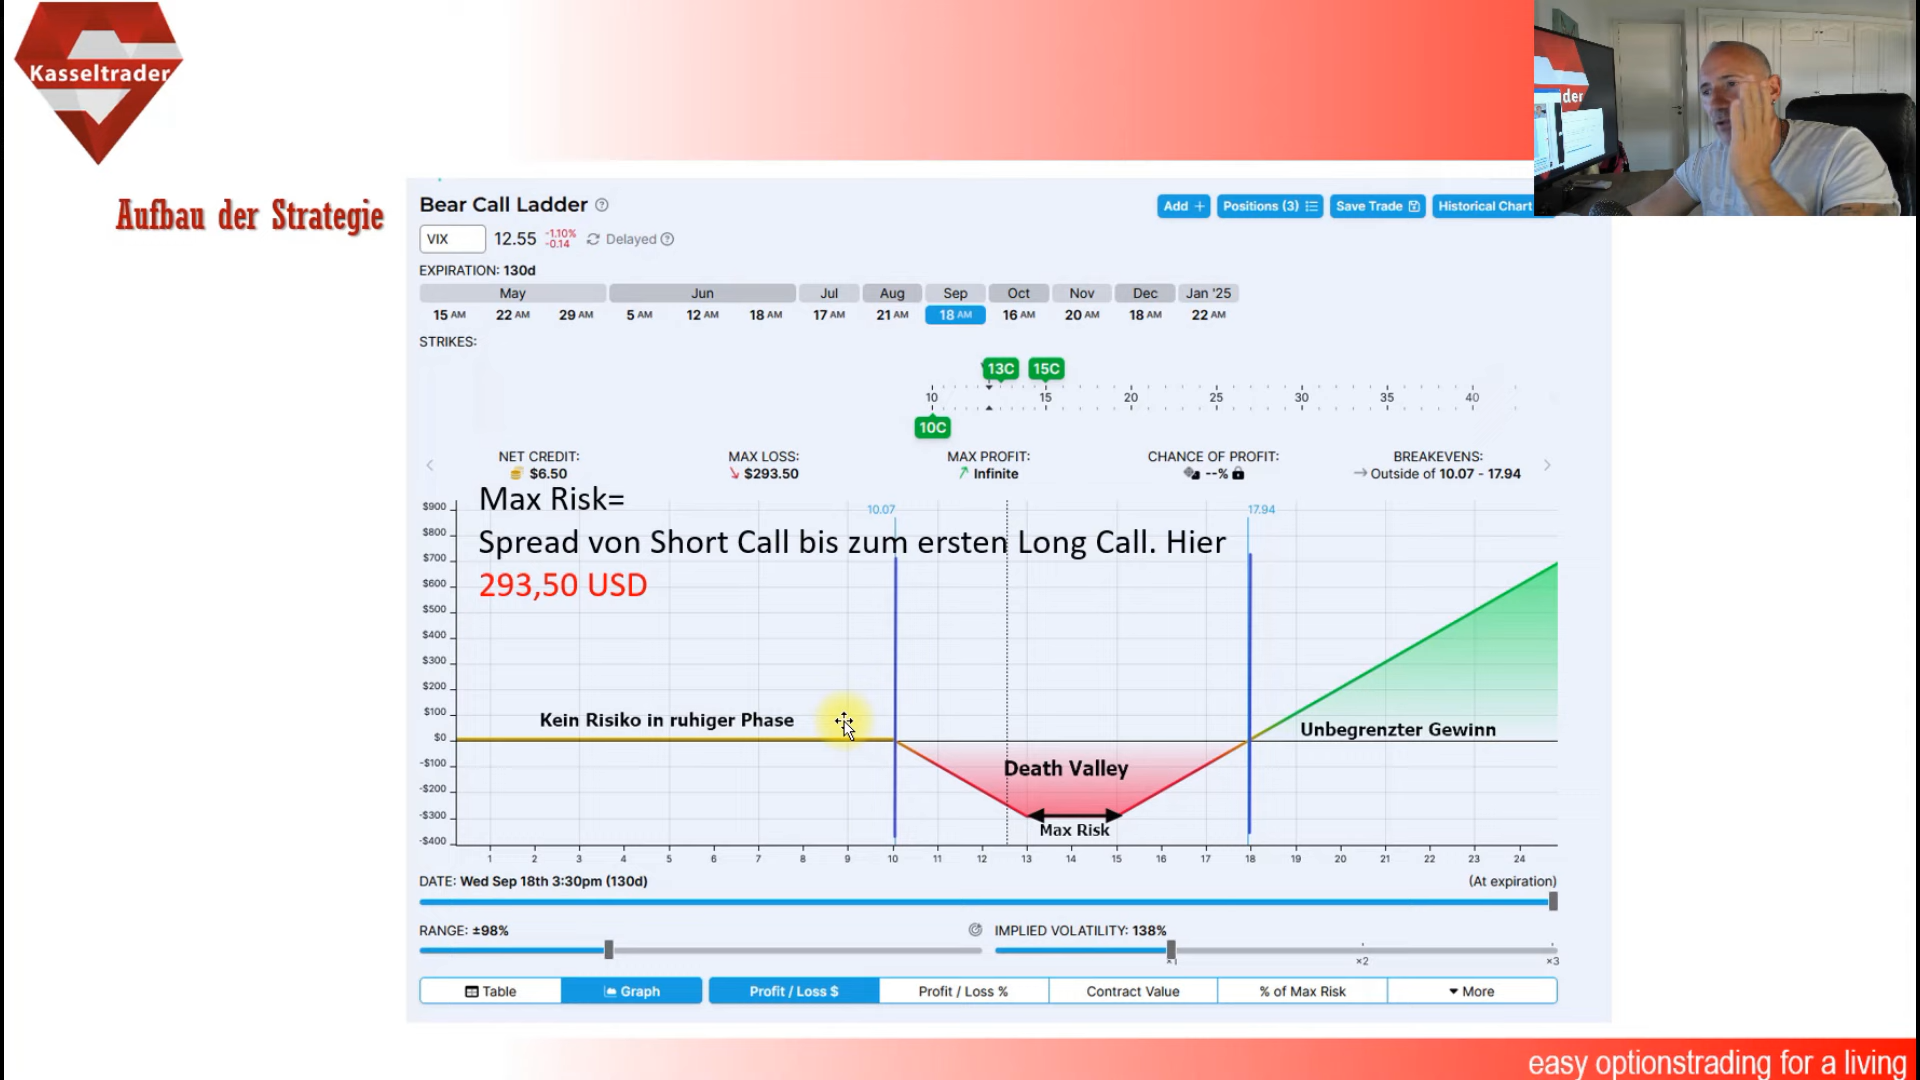 Kasseltrader
der
Aufbau der Strategie
Bear Call Ladder
Add +
Positions (3)
Save Trade
Historical Chart
VIX
12.55
-1.10%
-0.14
Delayed
EXPIRATION: 130d
May
Jun
Jul
Aug
Sep
Oct
Nov
Dec
Jan '25
15 AM
22 AM
29 AM
5 AM
12 AM
18 AM
17 AM
21 AM
18 AM
16 AM
20 AM
18 AM
22 AM
STRIKES:
13C
15C
10
15
20
25
30
35
40
10C
NET CREDIT:
$6.50
MAX LOSS:
$293.50
MAX PROFIT:
Infinite
CHANCE OF PROFIT:
--%
BREAKEVENS:
Outside of 10.07 - 17.94
Max Risk=
Spread von Short Call bis zum ersten Long Call. Hier
293,50 USD
10.07
17.94
$900
$800
$700
$600
$500
$400
$300
$200
$100
$0
-$100
-$200
-$300
-$400
Kein Risiko in ruhiger Phase
Unbegrenzter Gewinn
Death Valley
Max Risk
1
2
3
4
5
6
7
8
9
10
11
12
13
14
15
16
17
18
19
20
21
22
23
24
DATE: Wed Sep 18th 3:30pm (130d)
(At expiration)
RANGE: ±98%
IMPLIED VOLATILITY: 138%
×1
×2
×3
Table
Graph
Profit / Loss $
Profit / Loss %
Contract Value
% of Max Risk
More
easy optionstrading for a living